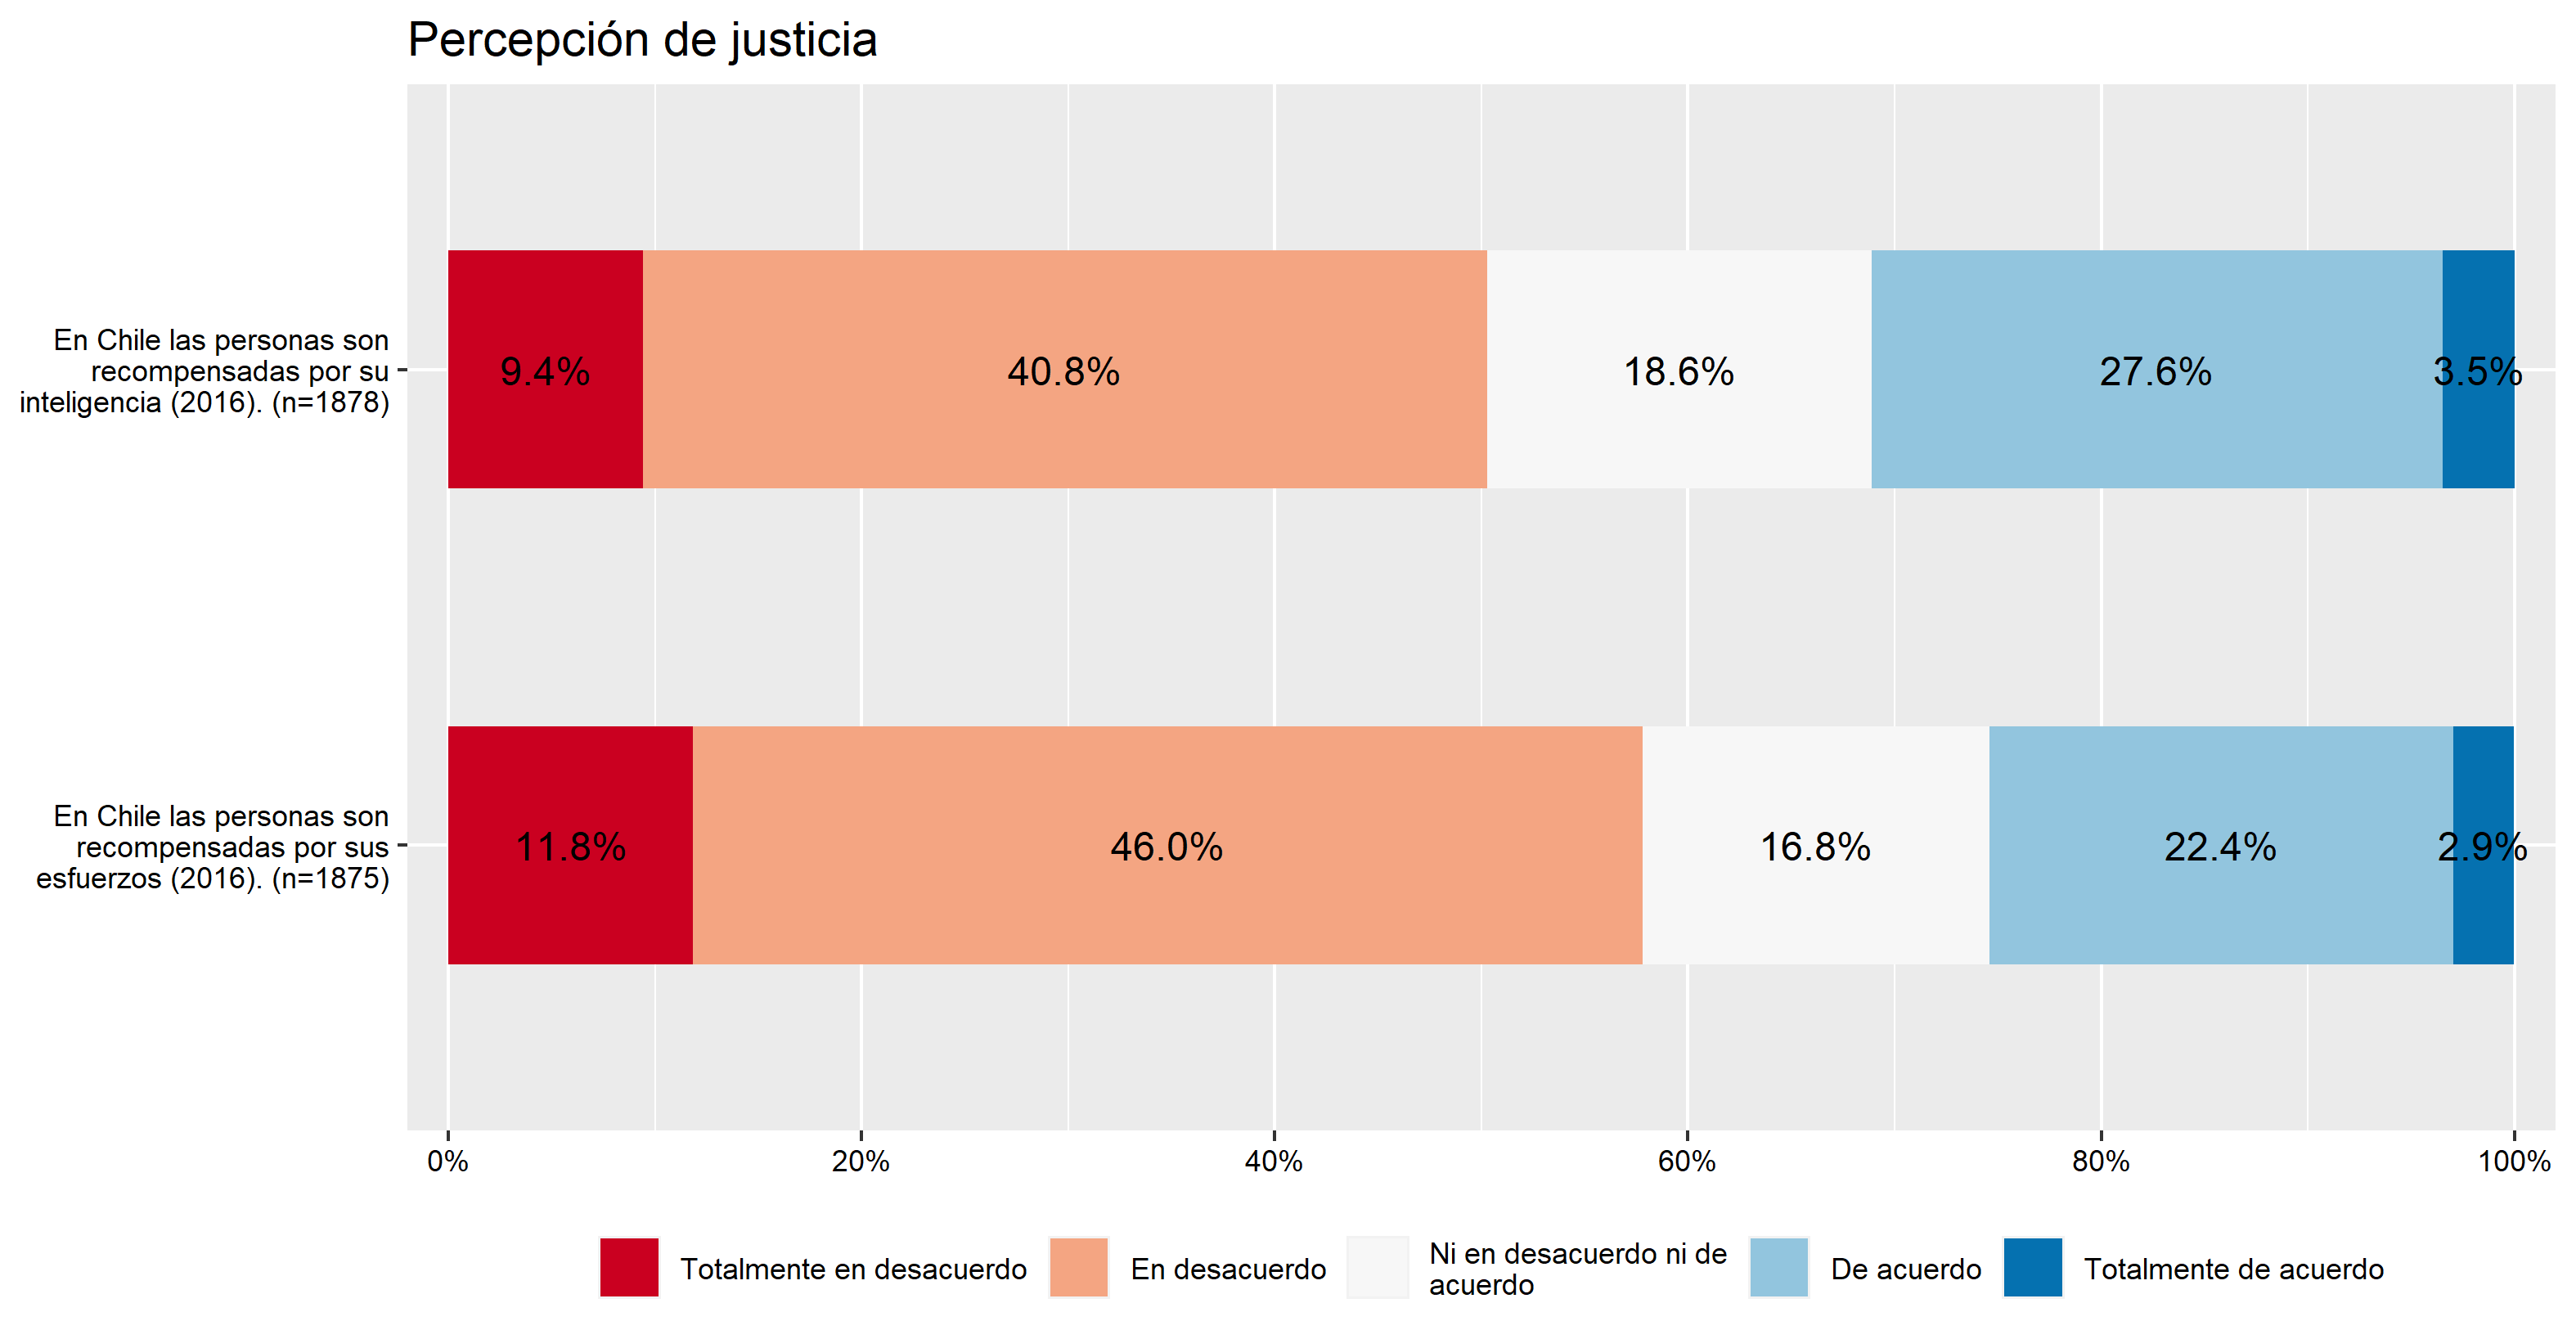 Percepción de justicia
En Chile las personas son
recompensadas por su
inteligencia (2016). (n=1878)
9.4%
40.8%
18.6%
27.6%
3.5%
En Chile las personas son
recompensadas por sus
esfuerzos (2016). (n=1875)
11.8%
46.0%
16.8%
22.4%
2.9%
0%
20%
40%
60%
80%
100%
Totalmente en desacuerdo
En desacuerdo
Ni en desacuerdo ni de
acuerdo
De acuerdo
Totalmente de acuerdo